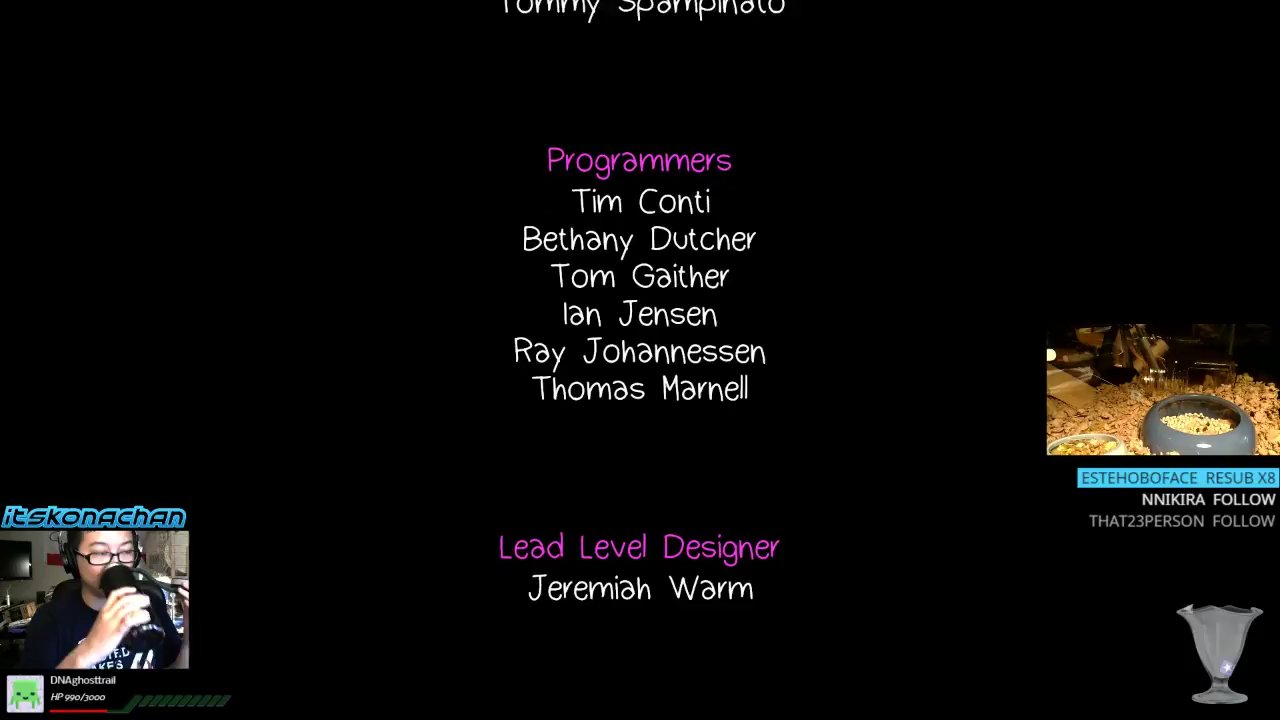 Tommy Spampinato
Programmers
Tim Conti
Bethany Dutcher
Tom Gaither
Ian Jensen
Ray Johannessen
Thomas Marnell
Lead Level Designer
Jeremiah Warm
ESTEHOBOFACE RESUB X8
NNIKIRA FOLLOW
THAT23PERSON FOLLOW
itskonachan
DNAghosttrail
HP 990/3000